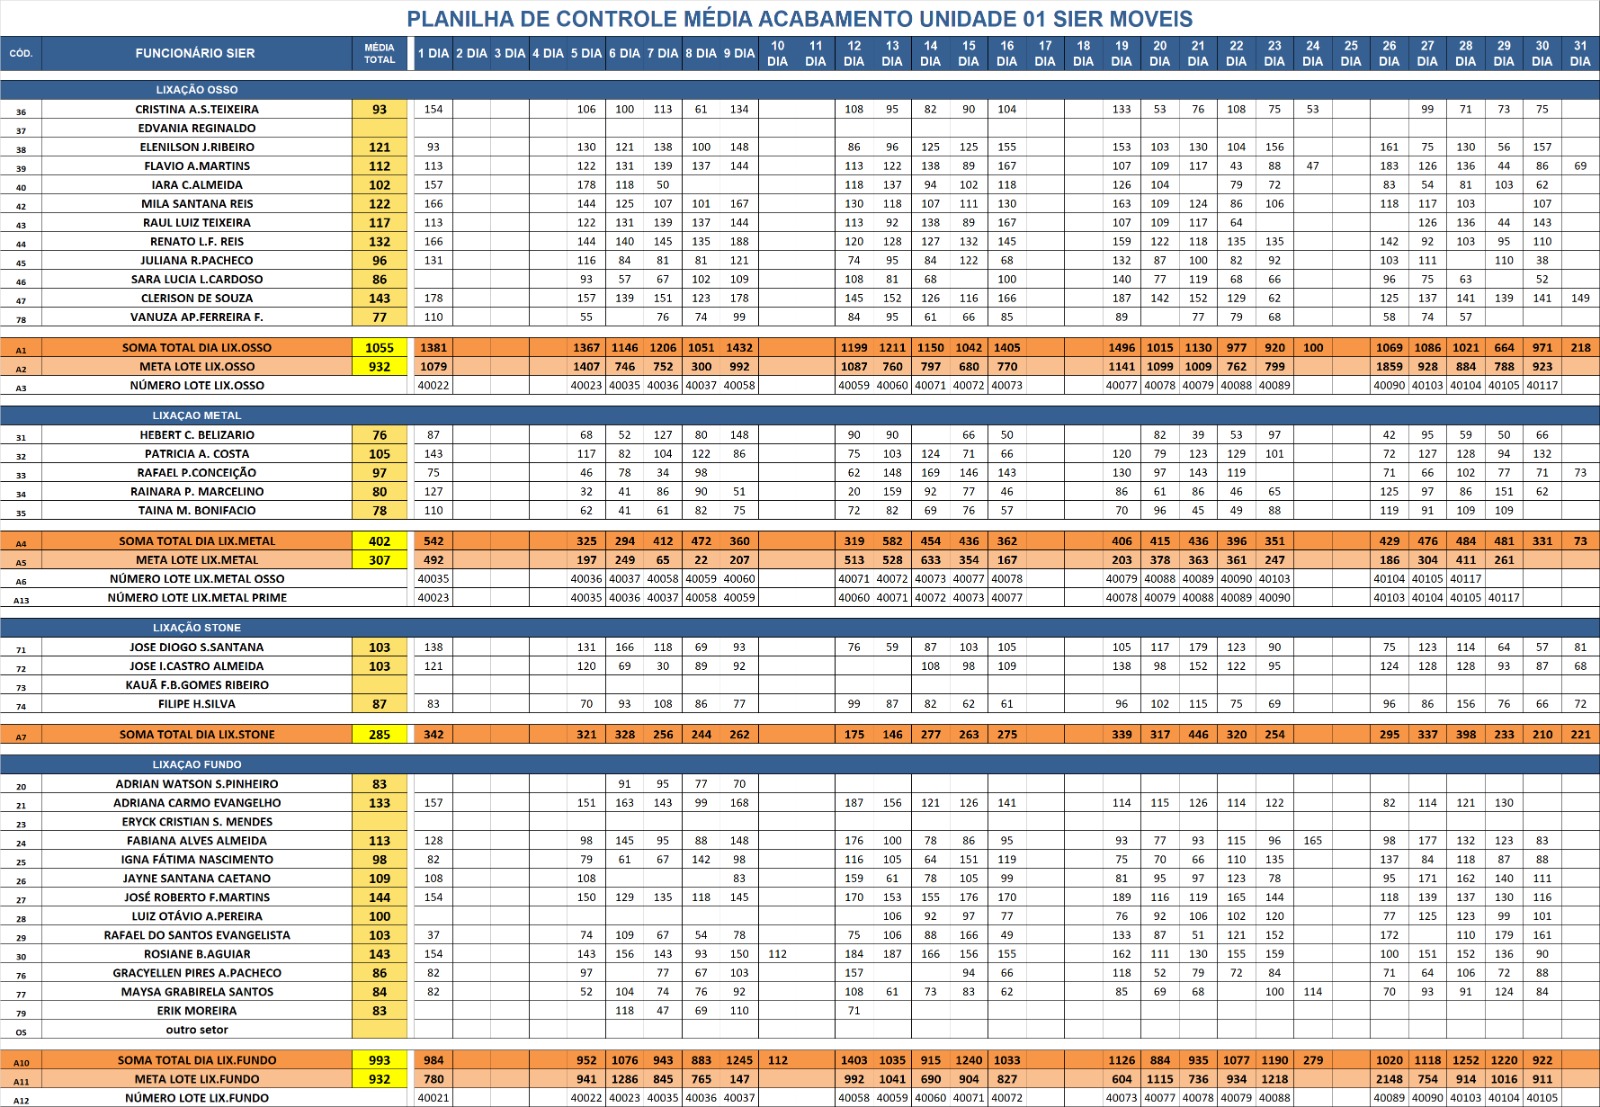 PLANILHA DE CONTROLE MÉDIA ACABAMENTO UNIDADE 01 SIER MOVEIS
CÓD. FUNCIONÁRIO SIER MÉDIA TOTAL 1 DIA 2 DIA 3 DIA 4 DIA 5 DIA 6 DIA 7 DIA 8 DIA 9 DIA 10 DIA 11 DIA 12 DIA 13 DIA 14 DIA 15 DIA 16 DIA 17 DIA 18 DIA 19 DIA 20 DIA 21 DIA 22 DIA 23 DIA 24 DIA 25 DIA 26 DIA 27 DIA 28 DIA 29 DIA 30 DIA 31 DIA
LIXAÇÃO OSSO
36 CRISTINA A.S.TEIXEIRA 93 154 106 100 113 61 134 108 95 82 90 104 133 53 76 108 75 53 99 71 73 75
37 EDVANIA REGINALDO
38 ELENILSON J.RIBEIRO 121 93 130 121 138 100 148 86 96 125 125 155 153 103 130 104 156 161 75 130 56 157
39 FLAVIO A.MARTINS 112 113 122 131 139 137 144 113 122 138 89 167 107 109 117 43 88 47 183 126 136 44 86 69
40 IARA C.ALMEIDA 102 157 178 118 50 118 137 94 102 118 126 104 79 72 83 54 81 103 62
42 MILA SANTANA REIS 122 166 144 125 107 101 167 130 118 107 111 130 163 109 124 86 106 118 117 103 107
43 RAUL LUIZ TEIXEIRA 117 113 122 131 139 137 144 113 92 138 89 167 107 109 117 64 126 136 44 143
44 RENATO L.F. REIS 132 166 144 140 145 135 188 120 128 127 132 145 159 122 118 135 135 142 92 103 95 110
45 JULIANA R.PACHECO 96 131 116 84 81 81 121 74 95 84 122 68 132 87 100 82 92 103 111 110 38
46 SARA LUCIA L.CARDOSO 86 93 57 67 102 109 108 81 68 100 140 77 119 68 66 96 75 63 52
47 CLERISON DE SOUZA 143 178 157 139 151 123 178 145 152 126 116 166 187 142 152 129 62 125 137 141 139 141 149
78 VANUZA AP.FERREIRA F. 77 110 55 76 74 99 84 95 61 66 85 89 77 79 68 58 74 57
A1 SOMA TOTAL DIA LIX.OSSO 1055 1381 1367 1146 1206 1051 1432 1199 1211 1150 1042 1405 1496 1015 1130 977 920 100 1069 1086 1021 664 971 218
A2 META LOTE LIX.OSSO 932 1079 1407 746 752 300 992 1087 760 797 680 770 1141 1099 1009 762 799 1859 928 884 788 923
A3 NÚMERO LOTE LIX.OSSO 40022 40023 40035 40036 40037 40058 40059 40060 40071 40072 40073 40077 40078 40079 40088 40089 40090 40103 40104 40105 40117
LIXAÇAO METAL
31 HEBERT C. BELIZARIO 76 87 68 52 127 80 148 90 90 66 50 82 39 53 97 42 95 59 50 66
32 PATRICIA A. COSTA 105 143 117 82 104 122 86 75 103 124 71 66 120 79 123 129 101 72 127 128 94 132
33 RAFAEL P.CONCEIÇÃO 97 75 46 78 34 98 62 148 169 146 143 130 97 143 119 71 66 102 77 71 73
34 RAINARA P. MARCELINO 80 127 32 41 86 90 51 20 159 92 77 46 86 61 86 46 65 125 97 86 151 62
35 TAINA M. BONIFACIO 78 110 62 41 61 82 75 72 82 69 76 57 70 96 45 49 88 119 91 109 109
A4 SOMA TOTAL DIA LIX.METAL 402 542 325 294 412 472 360 319 582 454 436 362 406 415 436 396 351 429 476 484 481 331 73
A5 META LOTE LIX.METAL 307 492 197 249 65 22 207 513 528 633 354 167 203 378 363 361 247 186 304 411 261
A6 NÚMERO LOTE LIX.METAL OSSO 40035 40036 40037 40058 40059 40060 40071 40072 40073 40077 40078 40079 40088 40089 40090 40103 40104 40105 40117
A13 NÚMERO LOTE LIX.METAL PRIME 40023 40035 40036 40037 40058 40059 40060 40071 40072 40073 40077 40078 40079 40088 40089 40090 40103 40104 40105 40117
LIXAÇÃO STONE
71 JOSE DIOGO S.SANTANA 103 138 131 166 118 69 93 76 59 87 103 105 105 117 179 123 90 75 123 114 64 57 81
72 JOSE I.CASTRO ALMEIDA 103 121 120 69 30 89 92 108 98 109 138 98 152 122 95 124 128 128 93 87 68
73 KAUÃ F.B.GOMES RIBEIRO
74 FILIPE H.SILVA 87 83 70 93 108 86 77 99 87 82 62 61 96 102 115 75 69 96 86 156 76 66 72
A7 SOMA TOTAL DIA LIX.STONE 285 342 321 328 256 244 262 175 146 277 263 275 339 317 446 320 254 295 337 398 233 210 221
LIXAÇAO FUNDO
20 ADRIAN WATSON S.PINHEIRO 83 91 95 77 70
21 ADRIANA CARMO EVANGELHO 133 157 151 163 143 99 168 187 156 121 126 141 114 115 126 114 122 82 114 121 130
23 ERYCK CRISTIAN S. MENDES
24 FABIANA ALVES ALMEIDA 113 128 98 145 95 88 148 176 100 78 86 95 93 77 93 115 96 165 98 177 132 123 83
25 IGNA FÁTIMA NASCIMENTO 98 82 79 61 67 142 98 116 105 64 151 119 75 70 66 110 135 137 84 118 87 88
26 JAYNE SANTANA CAETANO 109 108 108 83 159 61 78 105 99 81 95 97 123 78 95 171 162 140 111
27 JOSÉ ROBERTO F.MARTINS 144 154 150 129 135 118 145 170 153 155 176 170 189 116 119 165 144 118 139 137 130 116
28 LUIZ OTÁVIO A.PEREIRA 100 106 92 97 77 76 92 106 102 120 77 125 123 99 101
29 RAFAEL DO SANTOS EVANGELISTA 103 37 74 109 67 54 78 75 106 88 166 49 233 87 51 121 152 172 110 179 161
30 ROSIANE B.AGUIAR 143 154 143 156 143 93 150 112 184 187 166 156 155 162 111 130 155 159 100 151 152 136 90
76 GRACYELLEN PIRES A.PACHECO 86 82 97 77 67 103 157 94 66 118 52 79 72 84 71 64 106 72 88
77 MAYSA GRABIRELA SANTOS 84 82 52 104 74 76 92 108 61 73 83 62 85 69 68 100 114 70 93 91 124 84
79 ERIK MOREIRA 83 118 47 69 110 71
OS outro setor
A10 SOMA TOTAL DIA LIX.FUNDO 993 984 952 1076 943 883 1245 112 1403 1035 915 1240 1033 1126 884 935 1077 1190 279 1020 1118 1252 1220 922
A11 META LOTE LIX.FUNDO 932 780 941 1286 845 765 147 992 1041 690 904 827 604 1115 736 934 1218 2148 754 914 1016 911
A12 NÚMERO LOTE LIX.FUNDO 40021 40022 40023 40035 40036 40037 40058 40059 40060 40071 40072 40073 40077 40078 40079 40088 40089 40090 40103 40104 40105